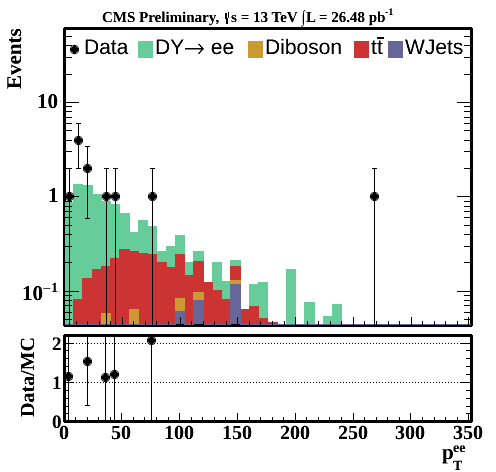 CMS Preliminary, √s = 13 TeV ∫L = 26.48 pb⁻¹
Events
Data DY→ ee Diboson tt̄ WJets
10
1
10⁻¹
Data/MC
2
1
0
0 50 100 150 200 250 300 350
p_T^ee